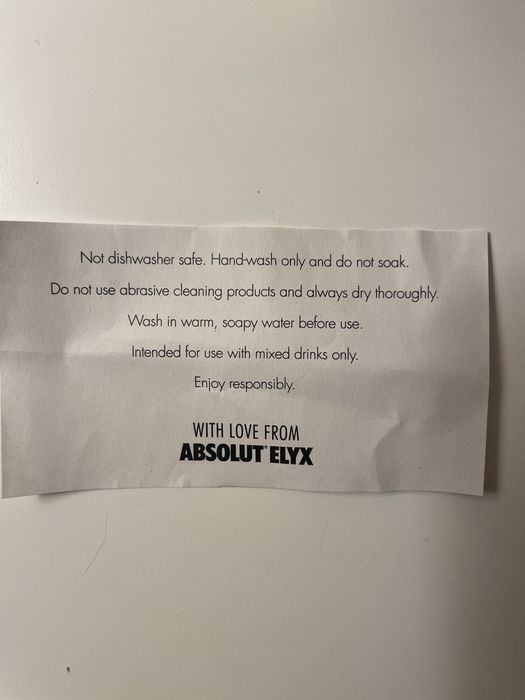 Not dishwasher safe. Hand-wash only and do not soak.
Do not use abrasive cleaning products and always dry thoroughly.
Wash in warm, soapy water before use.
Intended for use with mixed drinks only.
Enjoy responsibly.
WITH LOVE FROM
ABSOLUT® ELYX